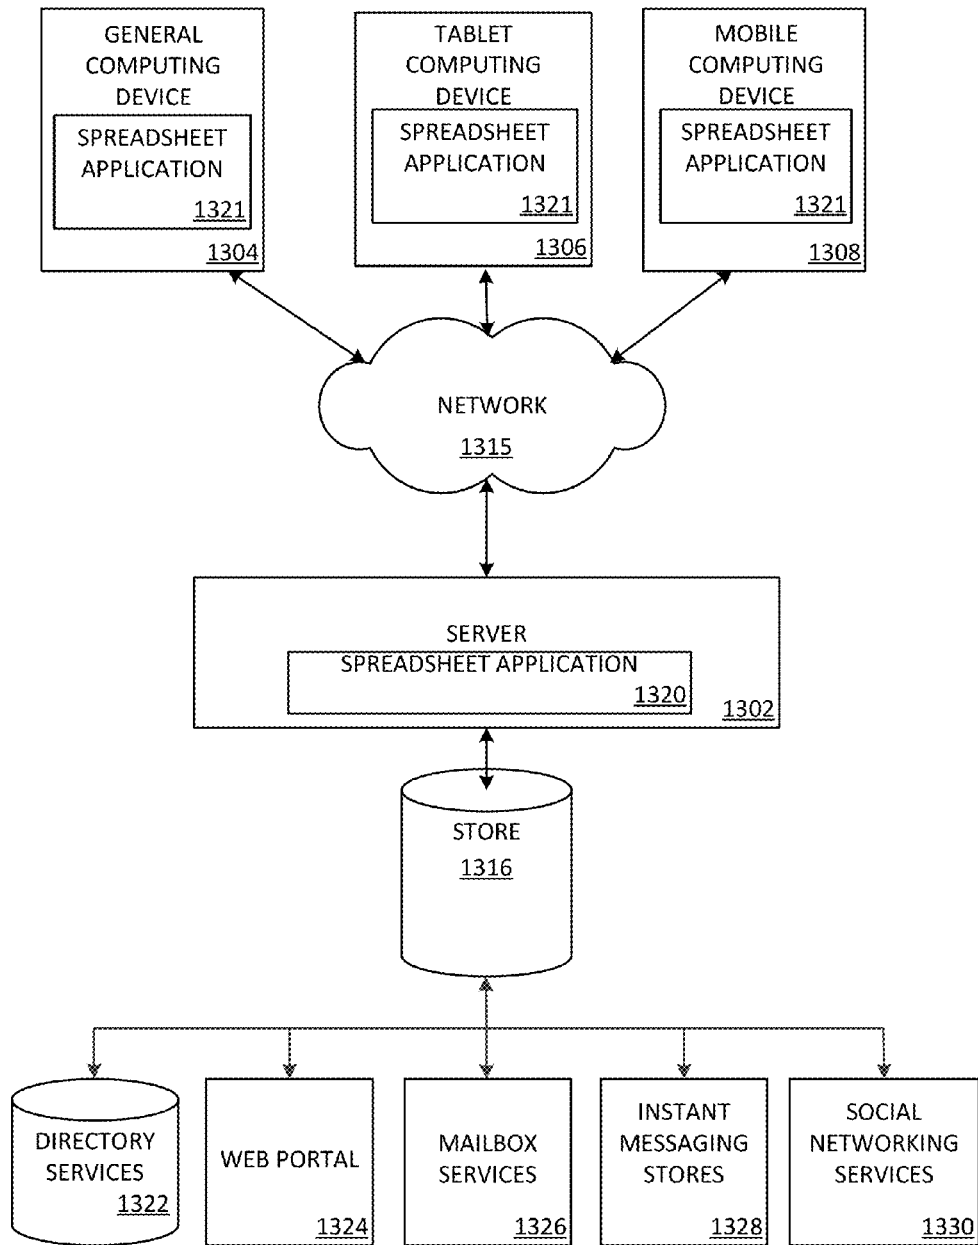 GENERAL
COMPUTING
DEVICE
SPREADSHEET
APPLICATION
1321
1304
TABLET
COMPUTING
DEVICE
SPREADSHEET
APPLICATION
1321
1306
MOBILE
COMPUTING
DEVICE
SPREADSHEET
APPLICATION
1321
1308
NETWORK
1315
SERVER
SPREADSHEET APPLICATION
1320
1302
STORE
1316
DIRECTORY
SERVICES
1322
WEB PORTAL
1324
MAILBOX
SERVICES
1326
INSTANT
MESSAGING
STORES
1328
SOCIAL
NETWORKING
SERVICES
1330